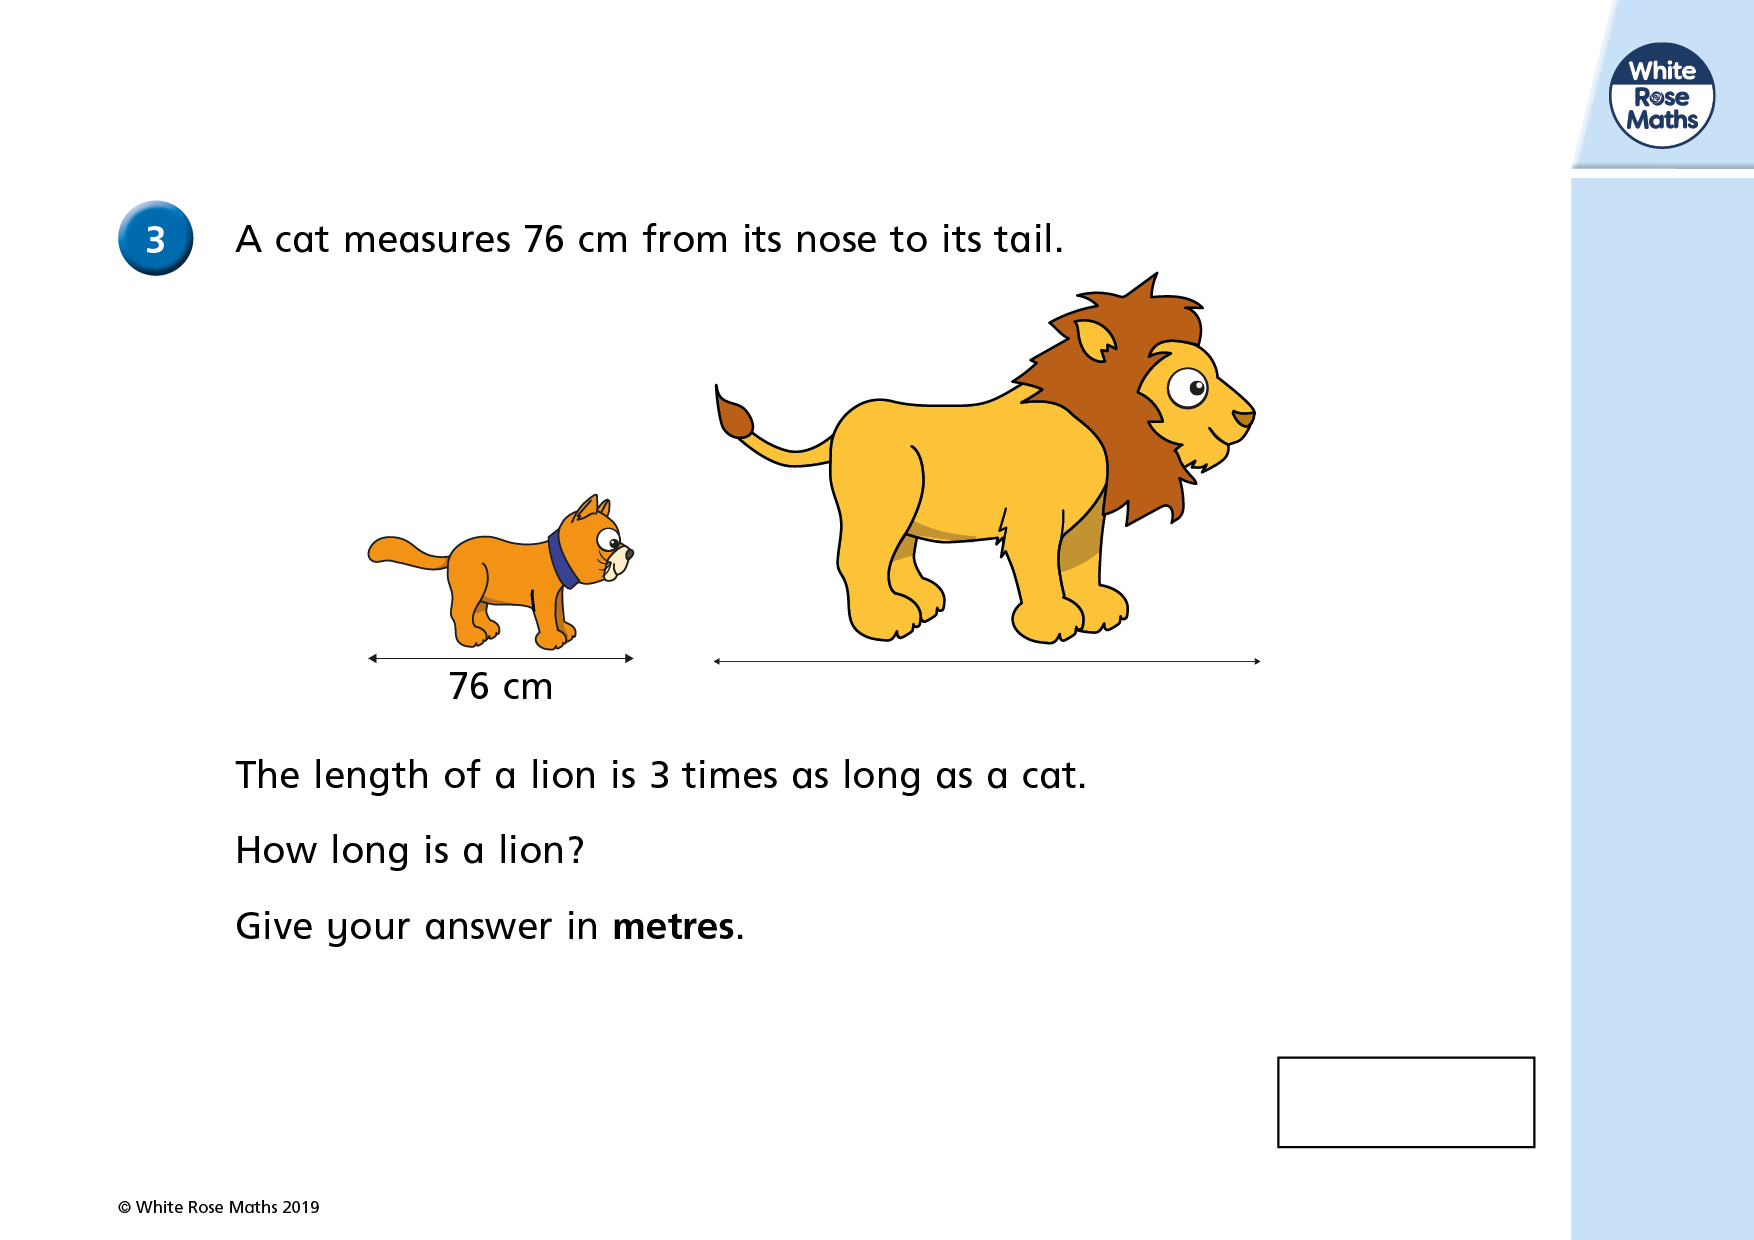 White
Rose
Maths
3
A cat measures 76 cm from its nose to its tail.
76 cm
The length of a lion is 3 times as long as a cat.
How long is a lion?
Give your answer in metres.
© White Rose Maths 2019